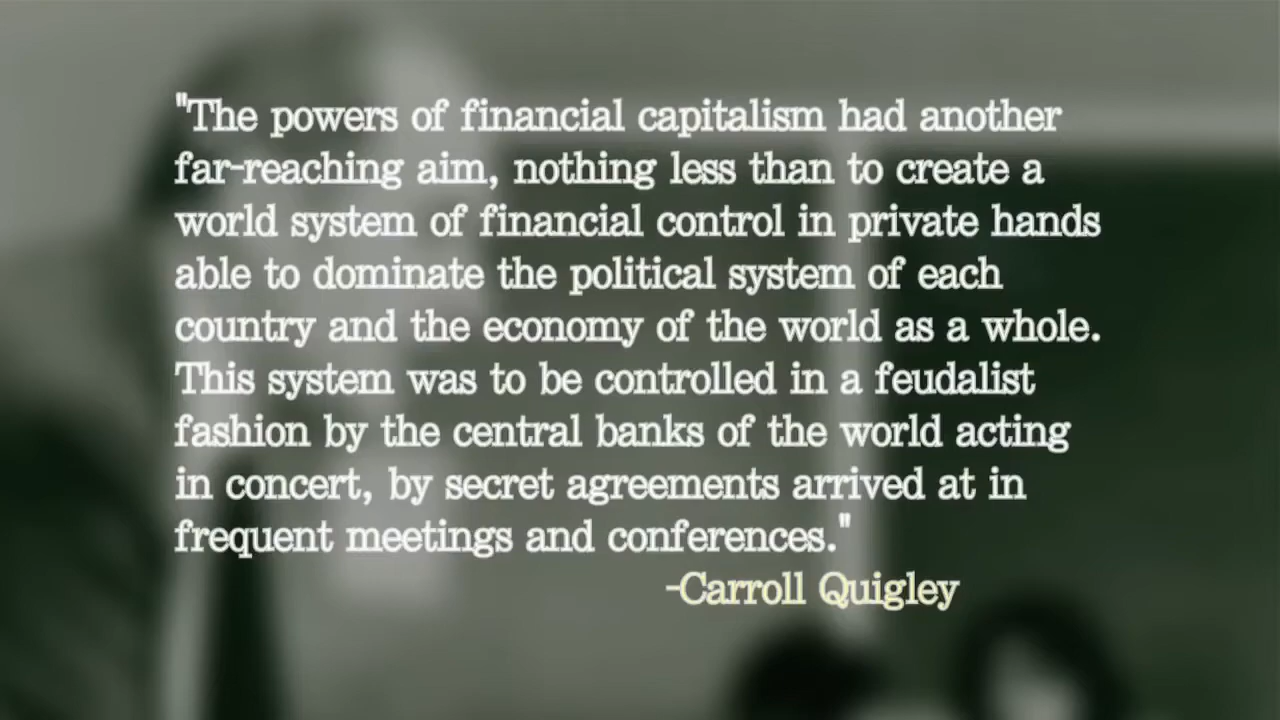 "The powers of financial capitalism had another
far-reaching aim, nothing less than to create a
world system of financial control in private hands
able to dominate the political system of each
country and the economy of the world as a whole.
This system was to be controlled in a feudalist
fashion by the central banks of the world acting
in concert, by secret agreements arrived at in
frequent meetings and conferences."
-Carroll Quigley